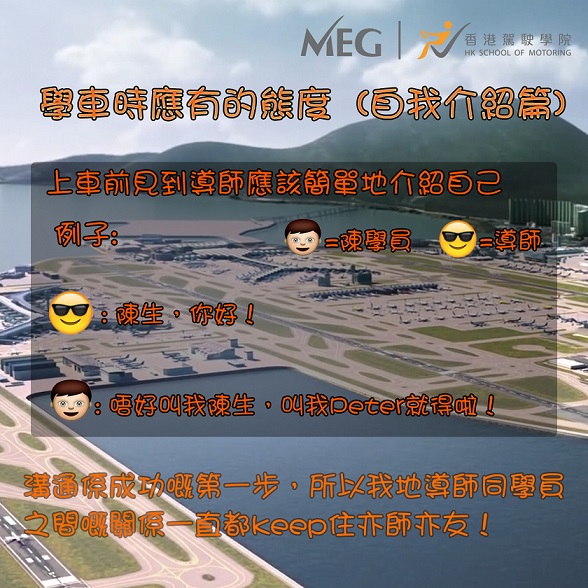 MEG | 香港駕駛學院
HK SCHOOL OF MOTORING
學車時應有的態度 (自我介紹篇)
上車前見到導師應該簡單地介紹自己
例子:
=陳學員 =導師
: 陳生，你好！
: 唔好叫我陳生，叫我Peter就得啦！
溝通係成功嘅第一步，所以我地導師同學員
之間嘅關係一直都keep住亦師亦友！